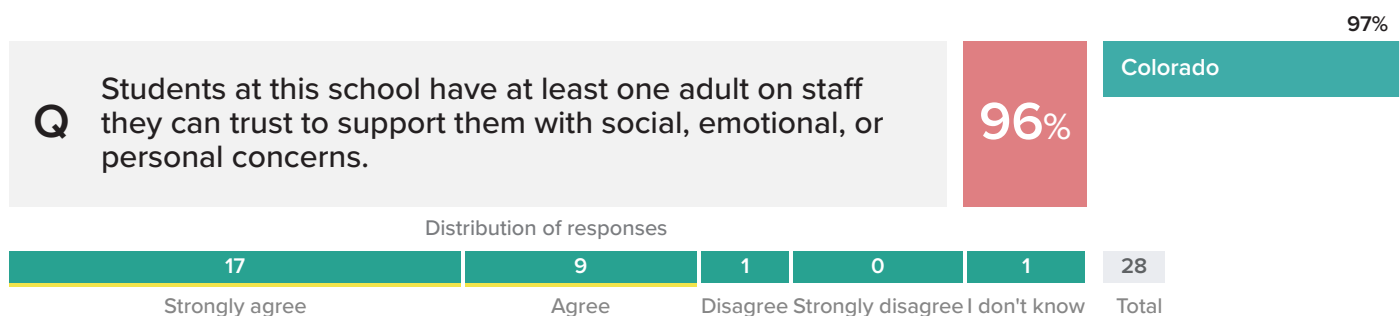 97%
Q
Students at this school have at least one adult on staff
they can trust to support them with social, emotional, or
personal concerns.
96%
Colorado
Distribution of responses
17 9 1 0 1 28
Strongly agree Agree Disagree Strongly disagree I don't know Total